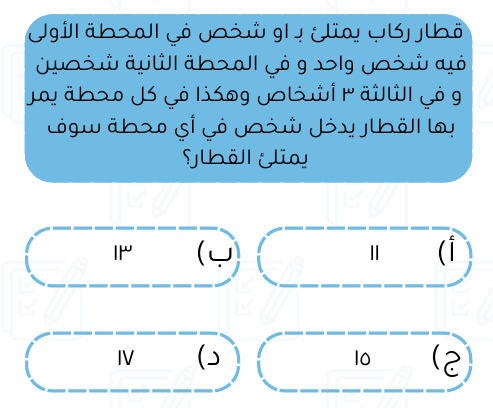 قطار ركاب يمتلئ بـ ٩١ شخص في المحطة الأولى
فيه شخص واحد و في المحطة الثانية شخصين
و في الثالثة ٣ أشخاص وهكذا في كل محطة يمر
بها القطار يدخل شخص في أي محطة سوف
يمتلئ القطار؟
أ) ١١
ب) ١٣
ج) ١٥
د) ١٧